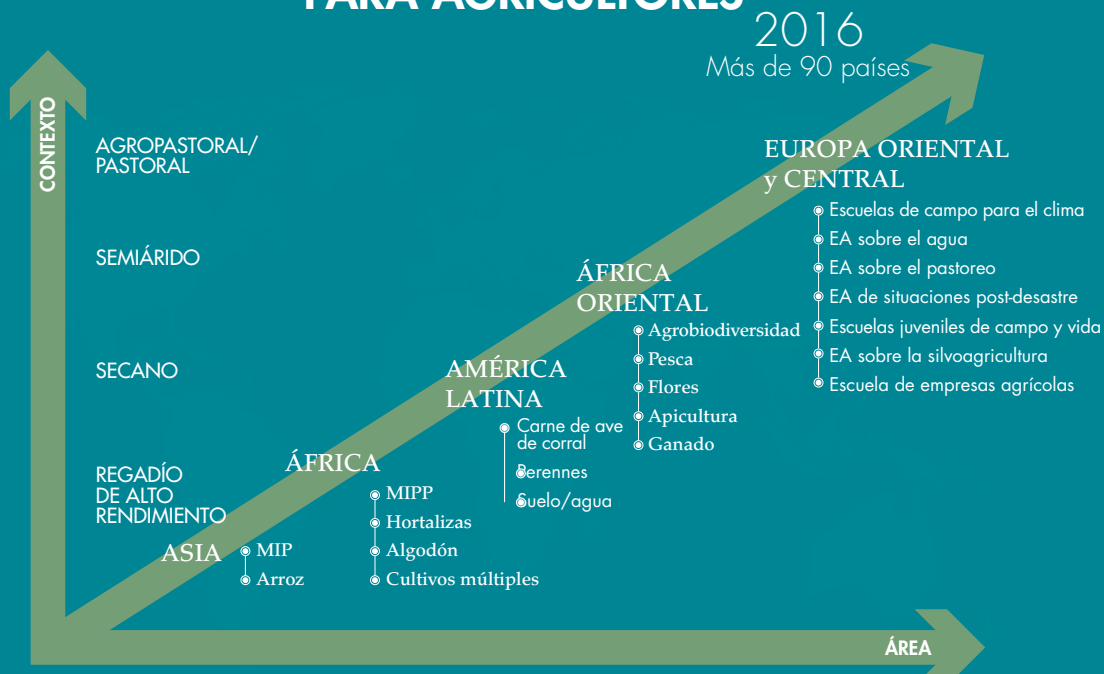 PARA AGRICULTORES
2016
Más de 90 países
CONTEXTO
AGROPASTORAL/
PASTORAL
SEMIÁRIDO
SECANO
REGADÍO
DE ALTO
RENDIMIENTO
ASIA
MIP
Arroz
ÁFRICA
MIPP
Hortalizas
Algodón
Cultivos múltiples
AMÉRICA
LATINA
Carne de ave
de corral
Perennes
Suelo/agua
ÁFRICA
ORIENTAL
Agrobiodiversidad
Pesca
Flores
Apicultura
Ganado
EUROPA ORIENTAL
y CENTRAL
Escuelas de campo para el clima
EA sobre el agua
EA sobre el pastoreo
EA de situaciones post-desastre
Escuelas juveniles de campo y vida
EA sobre la silvoagricultura
Escuela de empresas agrícolas
ÁREA